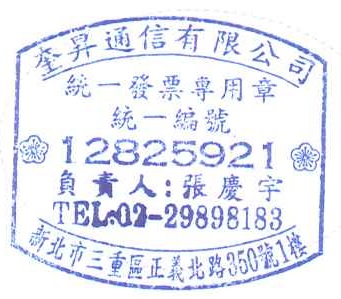 奎昇通信有限公司
統一發票專用章
統一編號
12825921
負責人:張慶宇
TEL:02-29898183
新北市三重區正義北路350號1樓